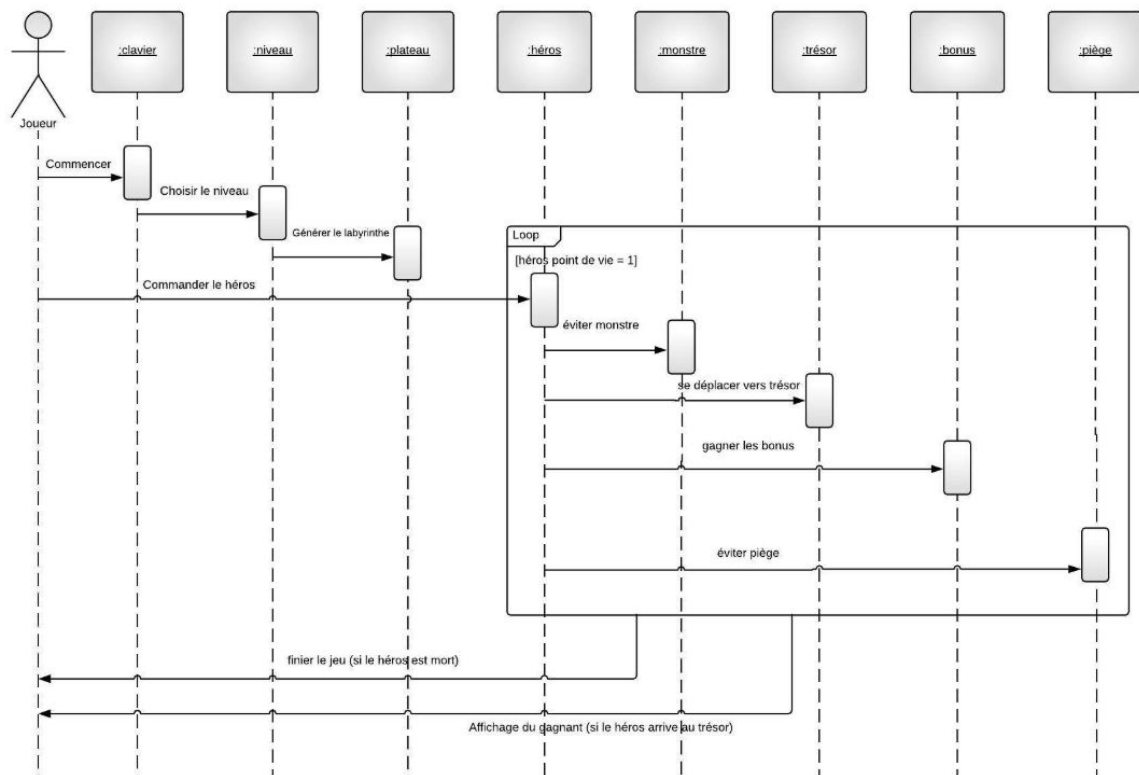 :clavier
:niveau
:plateau
:héros
:monstre
:trésor
:bonus
:piège
Joueur
Commencer
Choisir le niveau
Générer le labyrinthe
Loop
[héros point de vie = 1]
Commander le héros
éviter monstre
se déplacer vers trésor
gagner les bonus
éviter piège
finier le jeu (si le héros est mort)
Affichage du gagnant (si le héros arrive au trésor)